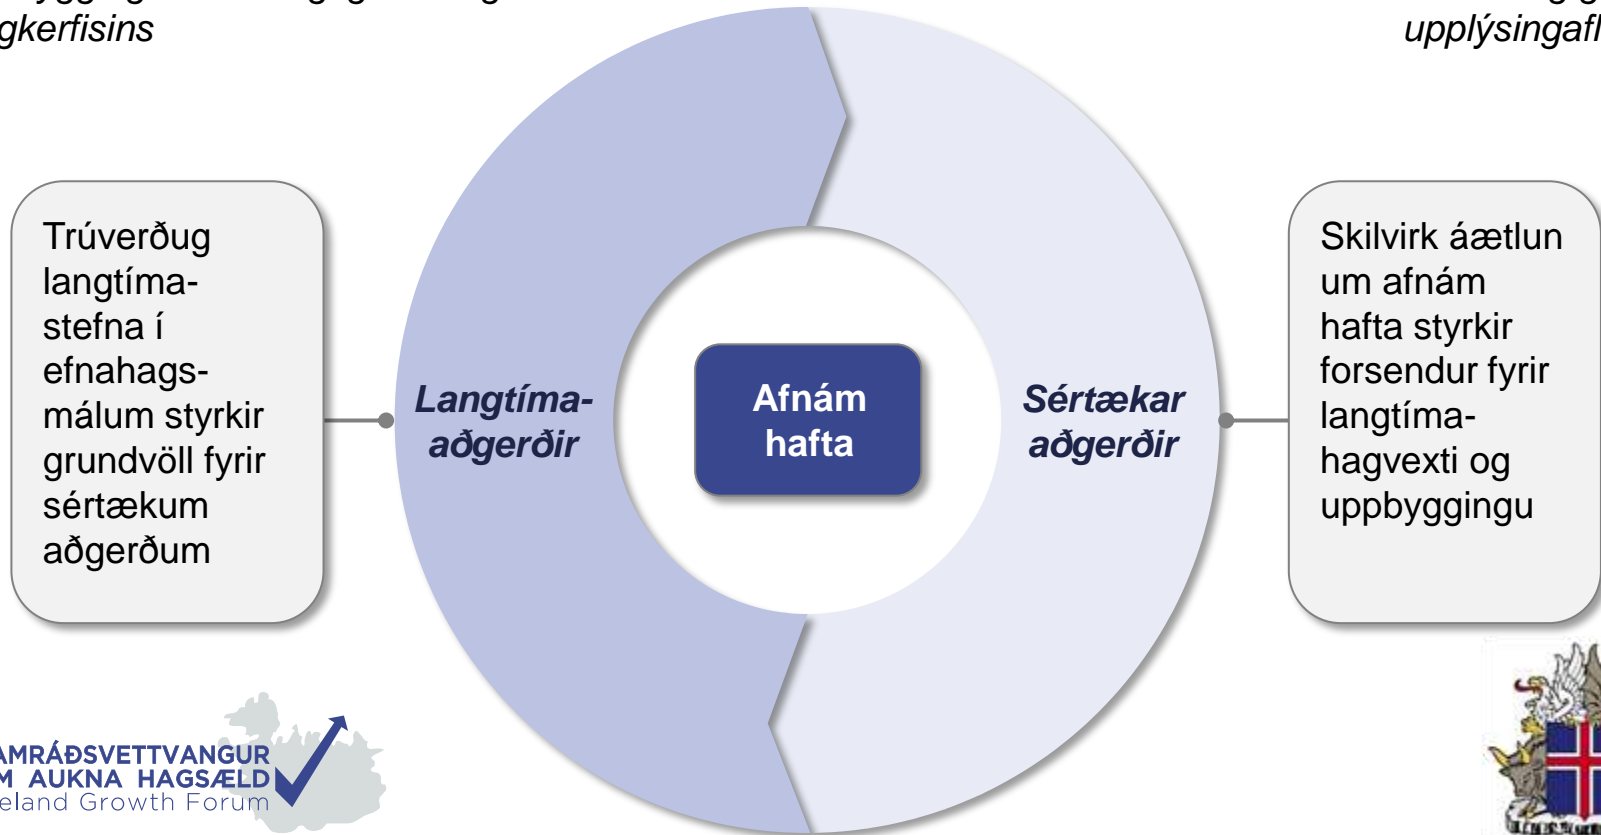 gkerfisins
upplýsingafl
Trúverðug
langtíma-
stefna í
efnahags-
málum styrkir
grundvöll fyrir
sértækum
aðgerðum
Langtíma-
aðgerðir
Afnám
hafta
Sértækar
aðgerðir
Skilvirk áætlun
um afnám
hafta styrkir
forsendur fyrir
langtíma-
hagvexti og
uppbyggingu
AMRÁÐSVETTVANGUR
M AUKNA HAGSÆLD
eland Growth Forum